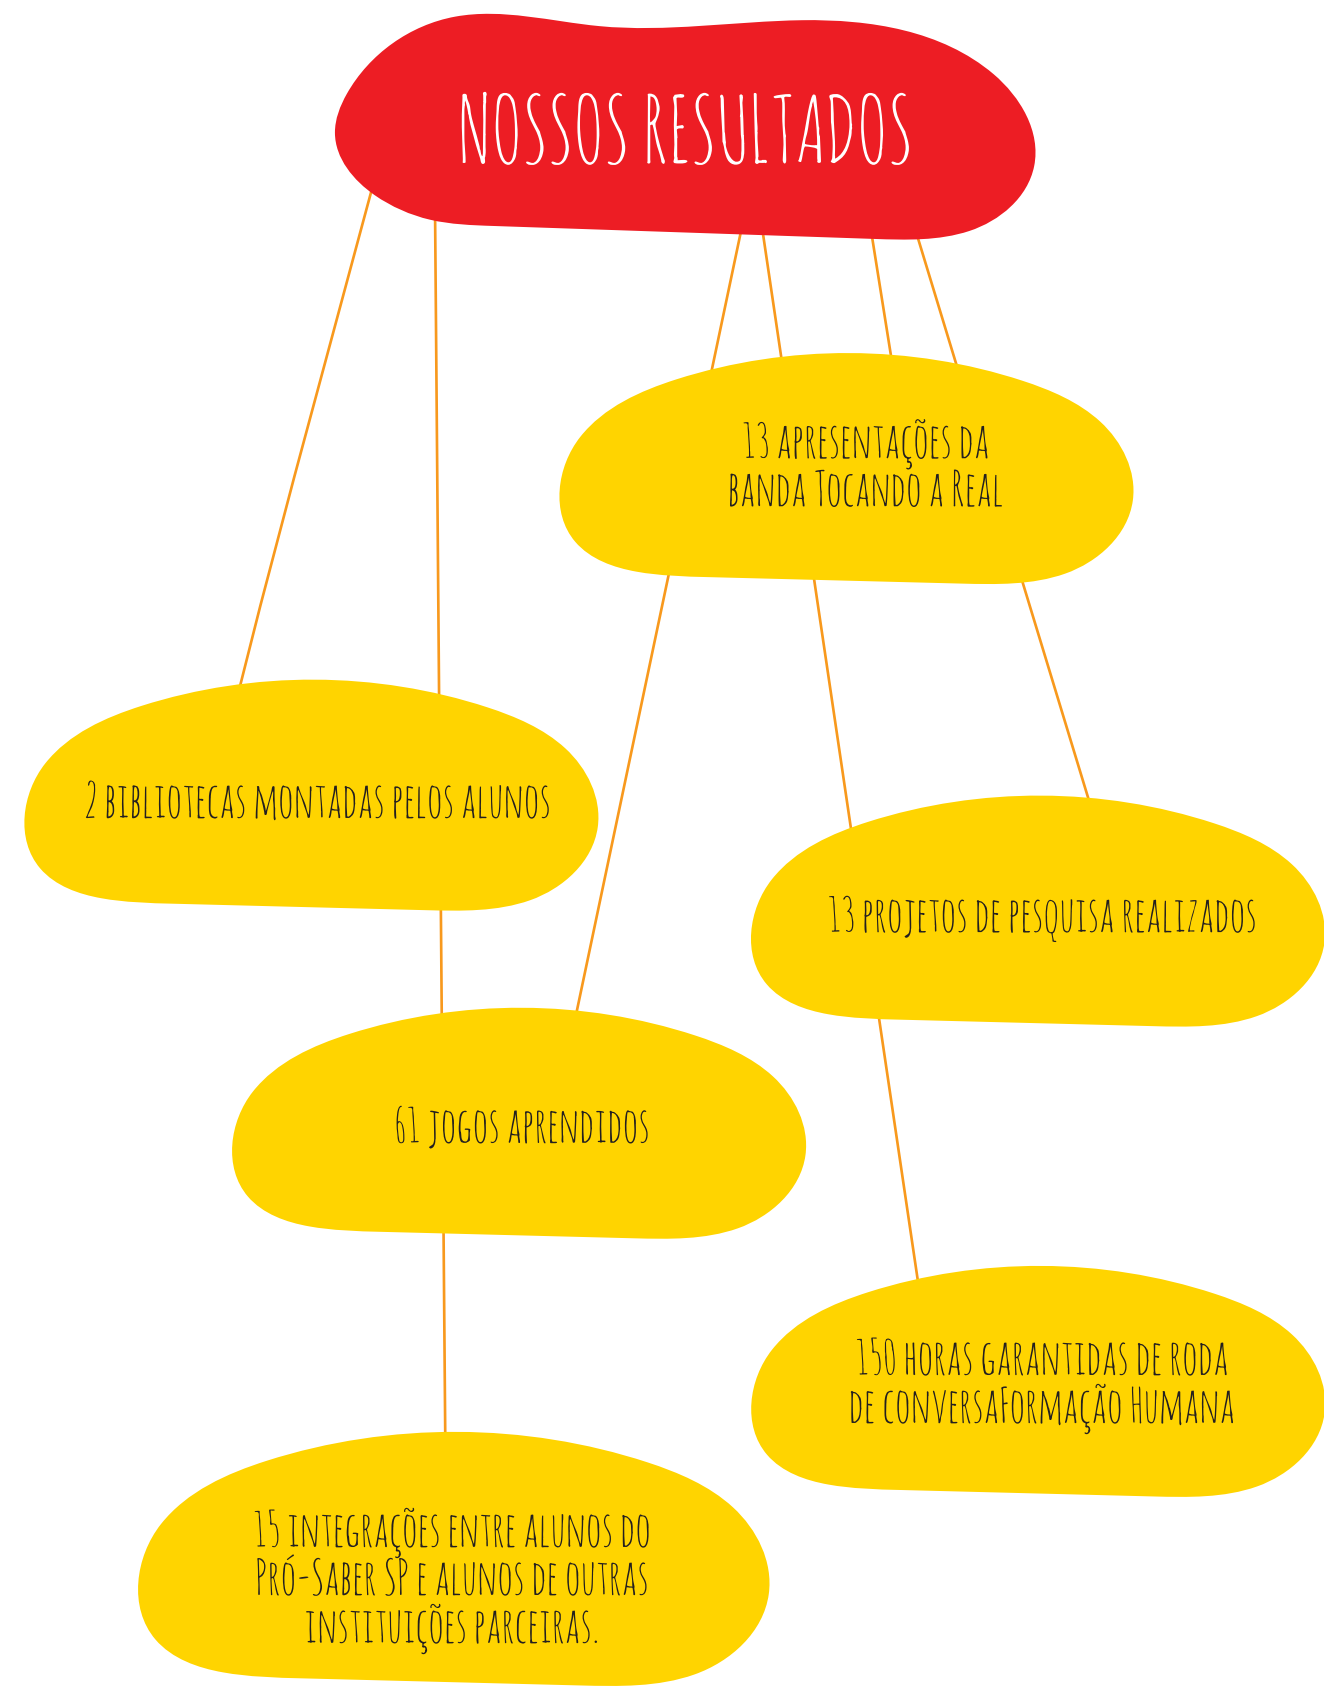 NOSSOS RESULTADOS
13 APRESENTAÇÕES DA
BANDA TOCANDO A REAL
2 BIBLIOTECAS MONTADAS PELOS ALUNOS
13 PROJETOS DE PESQUISA REALIZADOS
61 JOGOS APRENDIDOS
150 HORAS GARANTIDAS DE RODA
DE CONVERSAFORMAÇÃO HUMANA
15 INTEGRAÇÕES ENTRE ALUNOS DO
PRÓ-SABER SP E ALUNOS DE OUTRAS
INSTITUIÇÕES PARCEIRAS.